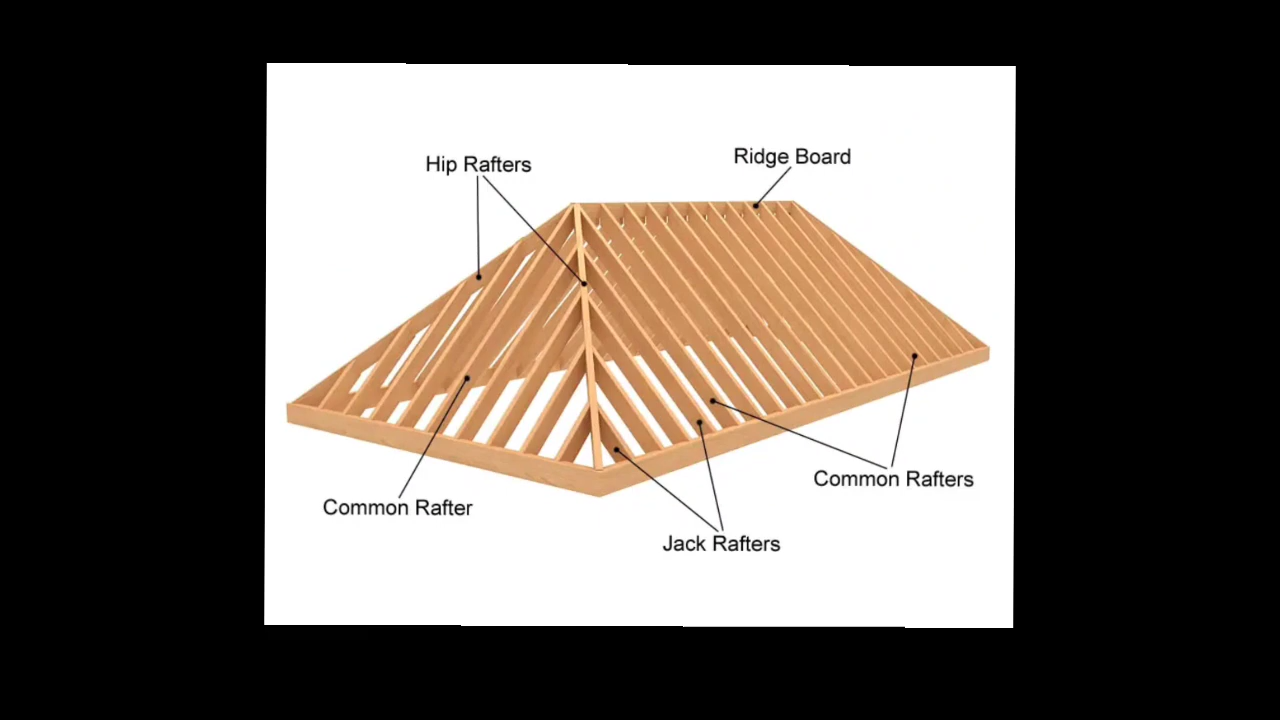 Ridge Board
Hip Rafters
Common Rafters
Common Rafter
Jack Rafters